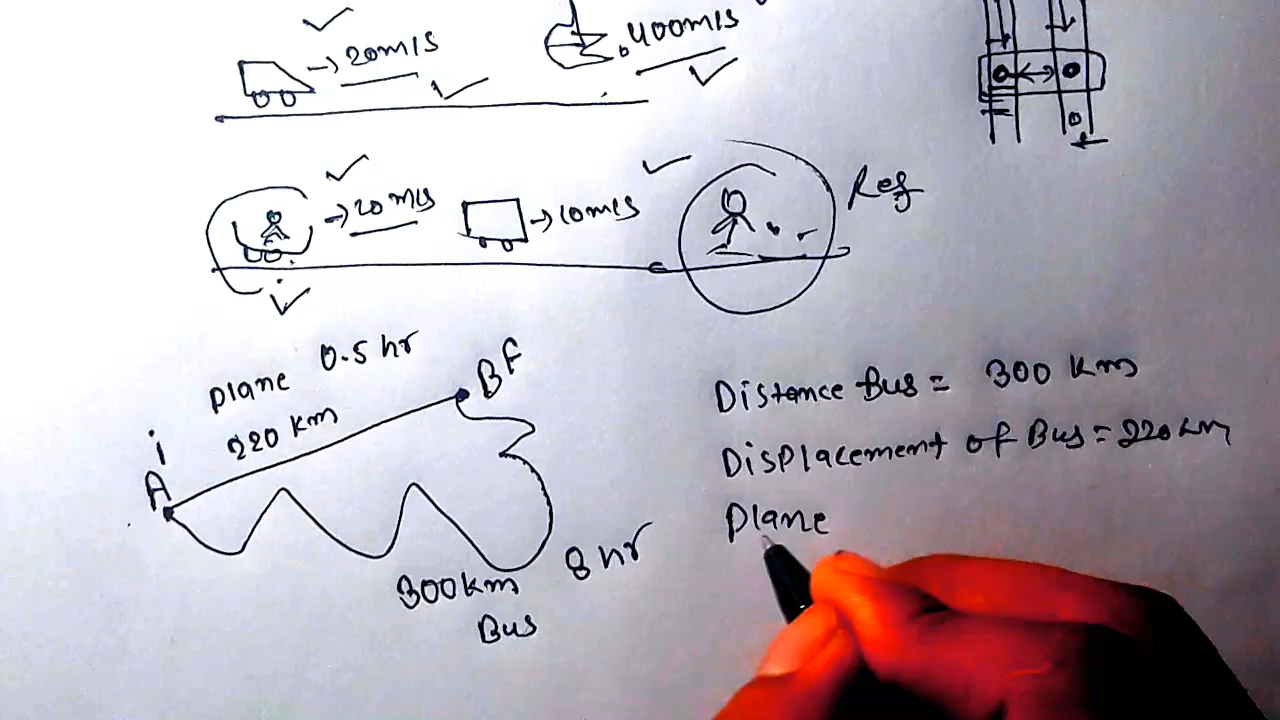 →20m/s
400m/s
→20m/s
→10m/s
Ref
plane 0.5 hr
220 km
i
A
B F
300km
Bus
8 hr
Distance Bus = 300 km
Displacement of Bus = 220 km
plane